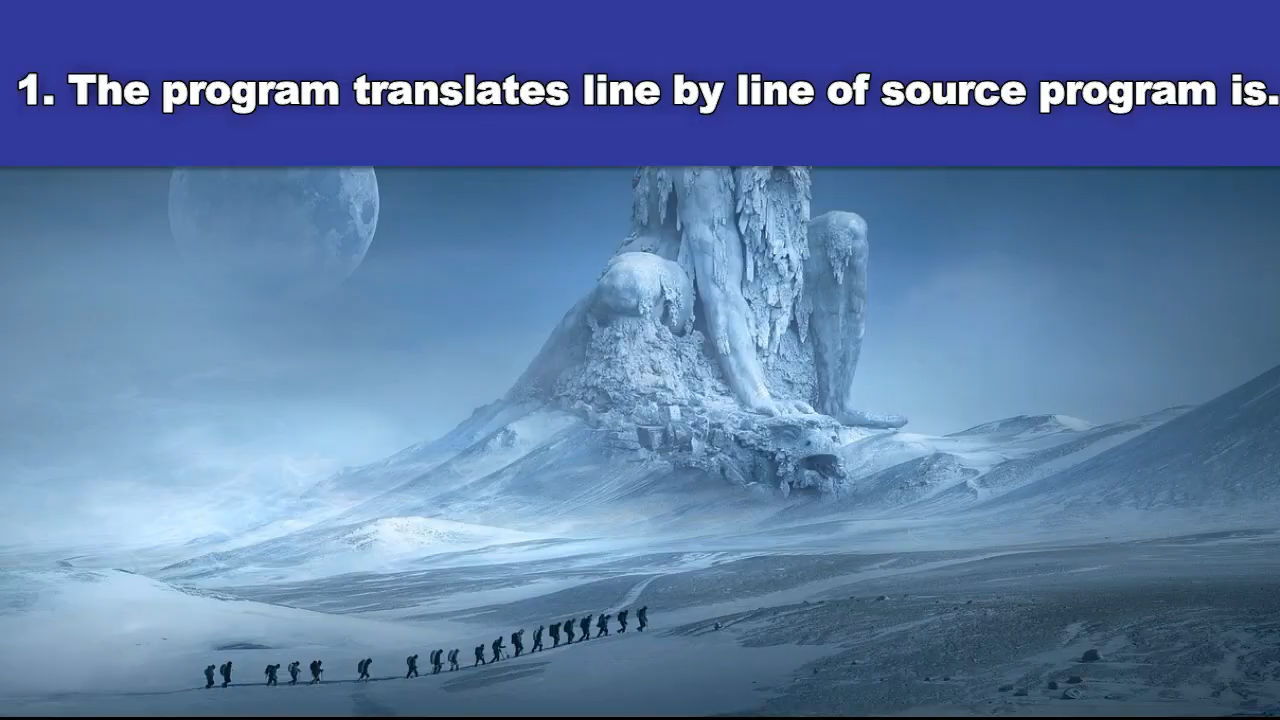 1. The program translates line by line of source program is.